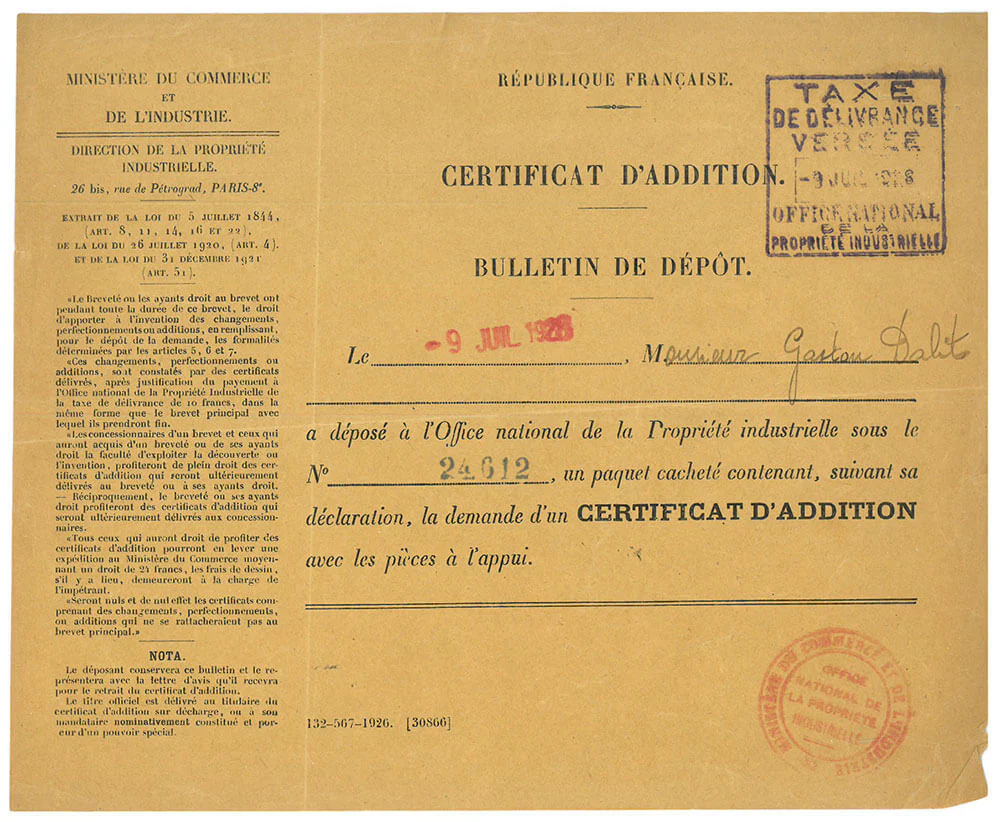 MINISTÈRE DU COMMERCE
ET
DE L'INDUSTRIE.
DIRECTION DE LA PROPRIÉTÉ
INDUSTRIELLE.
26 bis, rue de Pétrograd, PARIS-8e.
EXTRAIT DE LA LOI DU 5 JUILLET 1844,
(ART. 8, 11, 14, 16 ET 22),
DE LA LOI DU 26 JUILLET 1920, (ART. 4).
ET DE LA LOI DU 31 DÉCEMBRE 1921
(ART. 51).
«Le Breveté ou les ayants droit au brevet ont
pendant toute la durée de ce brevet, le droit
d'apporter à l'invention des changements,
perfectionnements ou additions, en remplissant,
pour le dépôt de la demande, les formalités
déterminées par les articles 5, 6 et 7.
«Ces changements, perfectionnements ou
additions, sont constatés par des certificats
délivrés, après justification du payement à
l'Office national de la Propriété Industrielle de
la taxe de délivrance de 10 francs, dans la
même forme que le brevet principal avec
lequel ils prendront fin.
«Les concessionnaires d'un brevet et ceux qui
auront acquis d'un breveté ou de ses ayants
droit la faculté d'exploiter la découverte ou
l'invention, profiteront de plein droit des cer-
tificats d'addition qui seront ultérieurement
délivrés au breveté ou à ses ayants droit.
— Réciproquement, le breveté ou ses ayants
droit profiteront des certificats d'addition qui
seront ultérieurement délivrés aux concession-
naires.
«Tous ceux qui auront droit de profiter des
certificats d'addition pourront en lever une
expédition au Ministère du Commerce moyen-
nant un droit de 24 francs, les frais de dessin,
s'il y a lieu, demeureront à la charge de
l'impétrant.
«Seront nuls et de nul effet les certificats com-
prenant des changements, perfectionnements,
ou additions qui ne se rattacheraient pas au
brevet principal.»
NOTA.
Le déposant conservera ce bulletin et le re-
présentera avec la lettre d'avis qu'il recevra
pour le retrait du certificat d'addition.
Le titre officiel est délivré au titulaire du
certificat d'addition sur décharge, ou à son
mandataire nominativement constitué et por-
eur d'un pouvoir spécial.
RÉPUBLIQUE FRANÇAISE.
CERTIFICAT D'ADDITION.
BULLETIN DE DÉPÔT.
TAXE
DE DÉLIVRANCE
VERSÉE
-9 JUIL 1928
OFFICE NATIONAL
DE LA
PROPRIÉTÉ INDUSTRIELLE
Le -9 JUIL 1928, Monsieur Gaston
a déposé à l'Office national de la Propriété industrielle sous le
N° 24612, un paquet cacheté contenant, suivant sa
déclaration, la demande d'un CERTIFICAT D'ADDITION
avec les pièces à l'appui.
132-567-1926. [30866]
MINISTÈRE DU COMMERCE ET DE L'INDUSTRIE
OFFICE
NATIONAL DE
LA PROPRIÉTÉ
INDUSTRIELLE